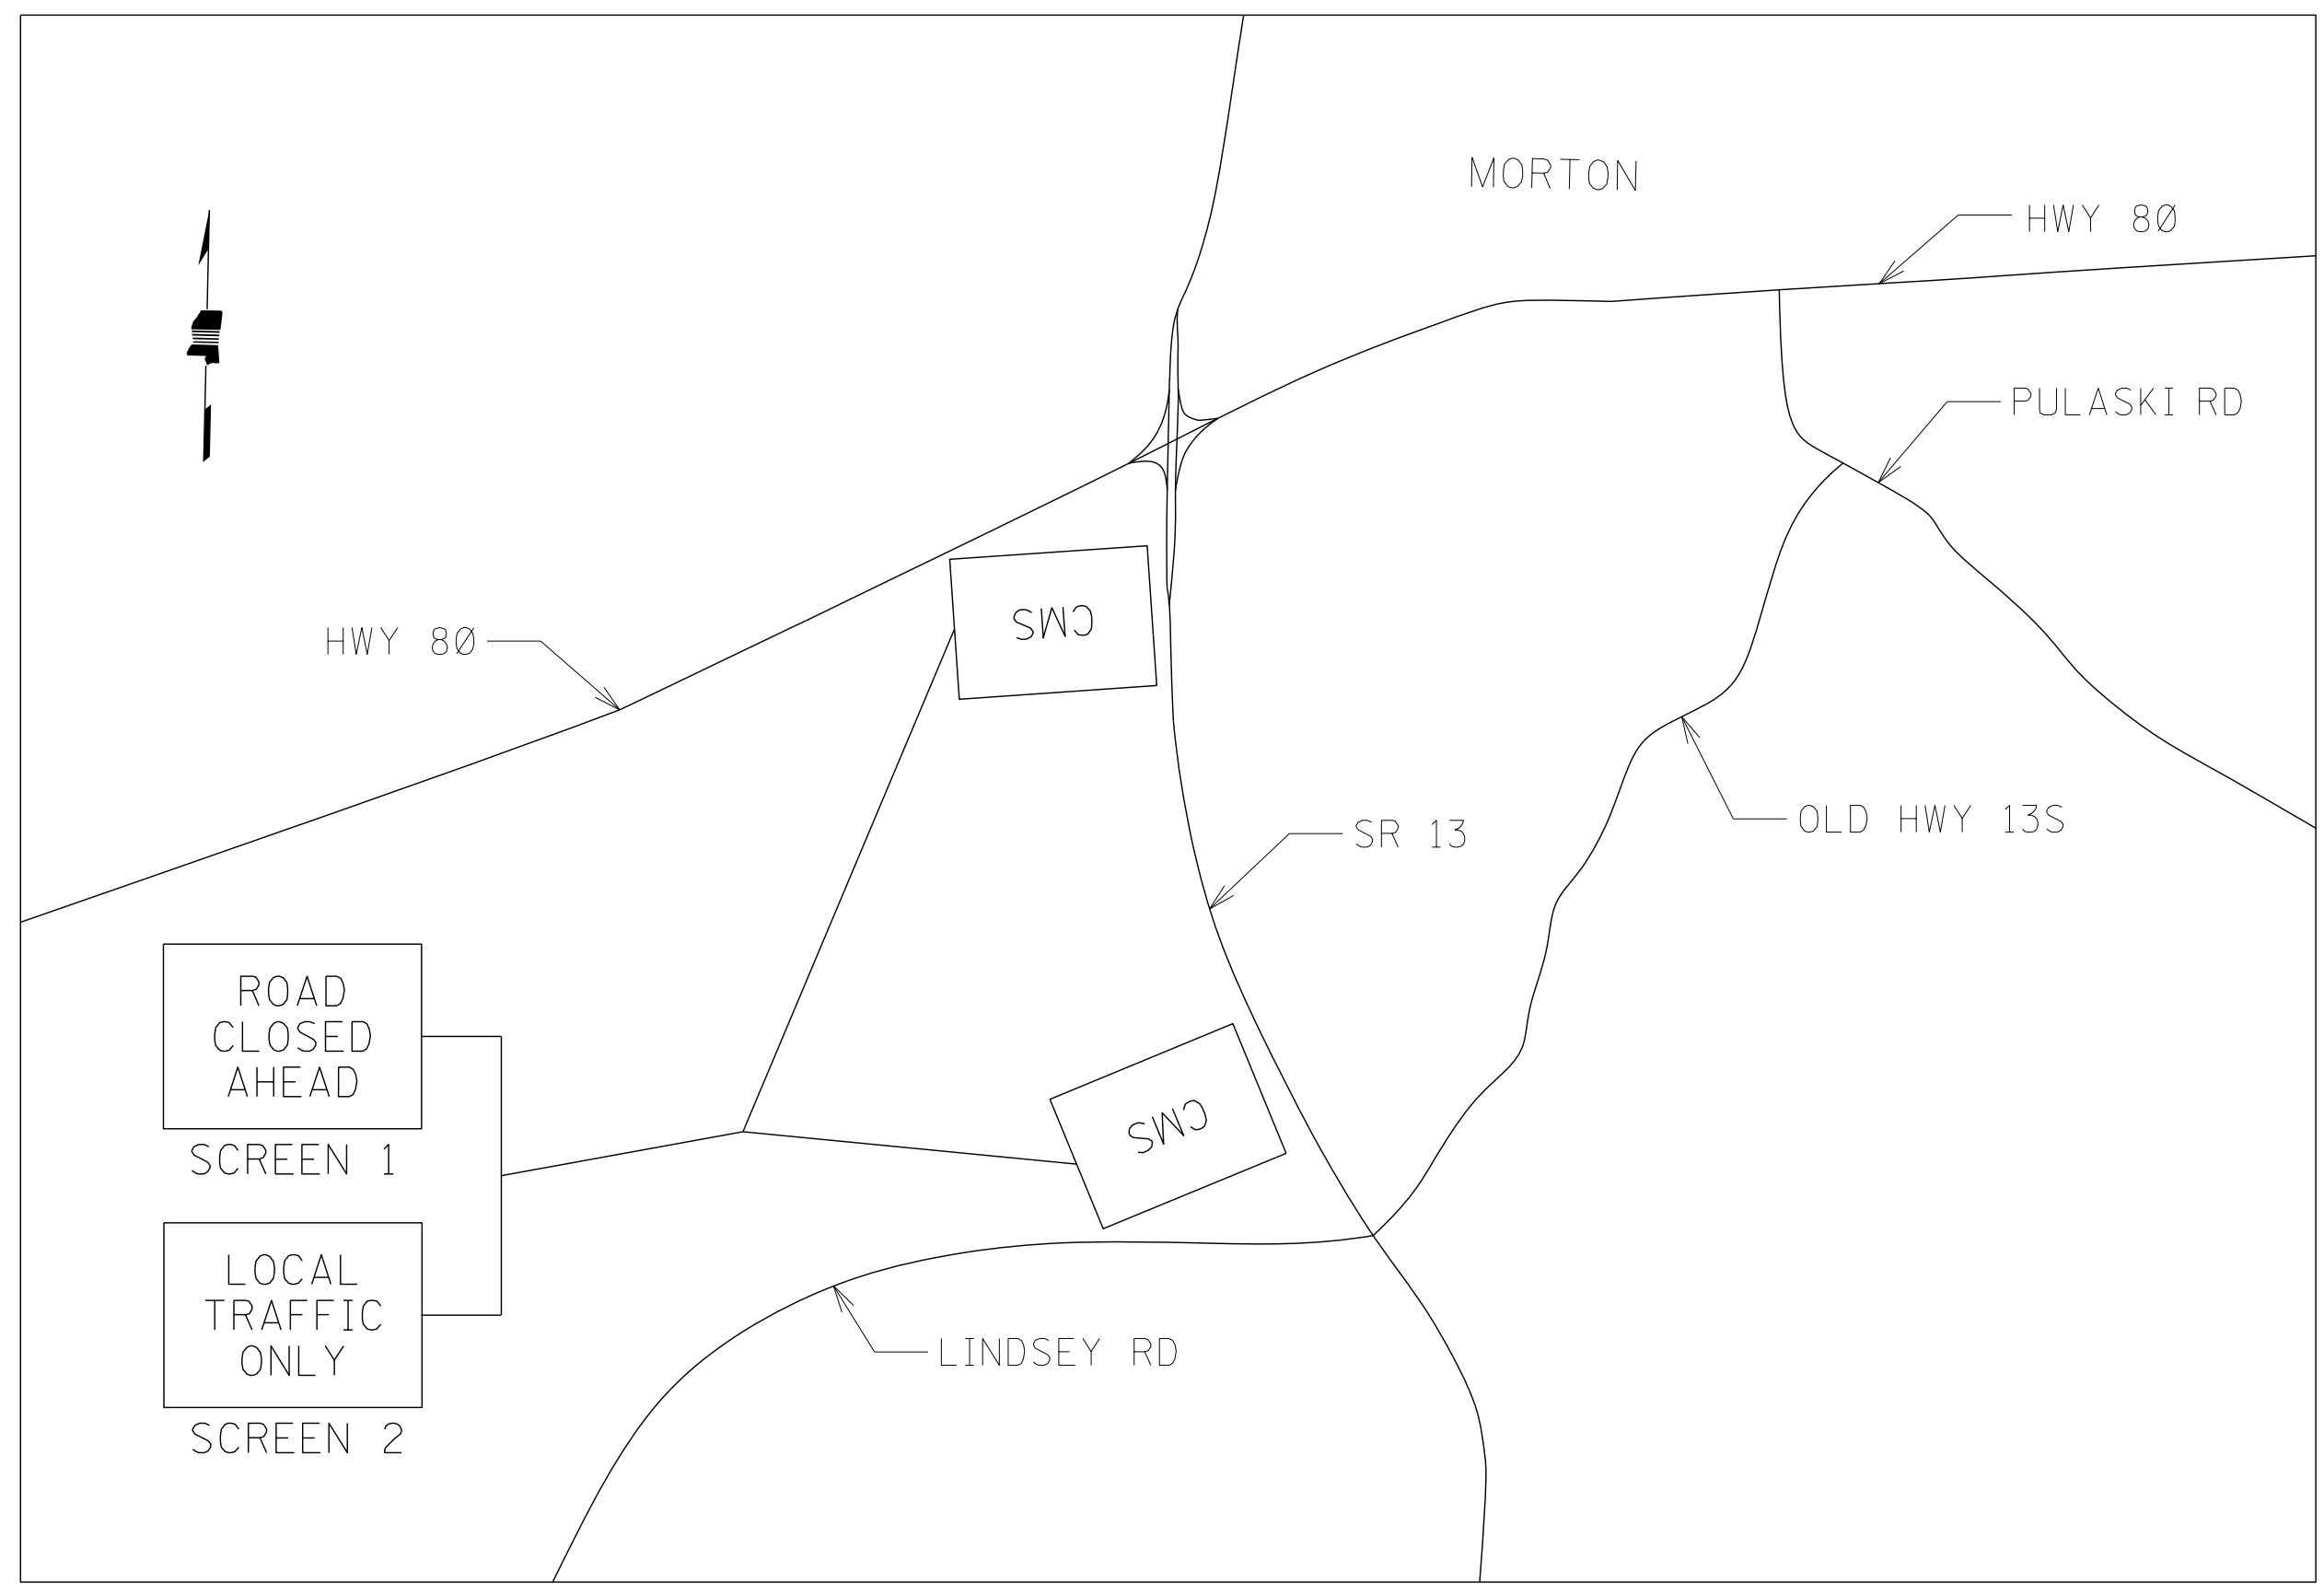 MORTON
HWY 80
PULASKI RD
CMS
HWY 80
OLD HWY 13S
SR 13
ROAD
CLOSED
AHEAD
SCREEN 1
CMS
LOCAL
TRAFFIC
ONLY
SCREEN 2
LINDSEY RD